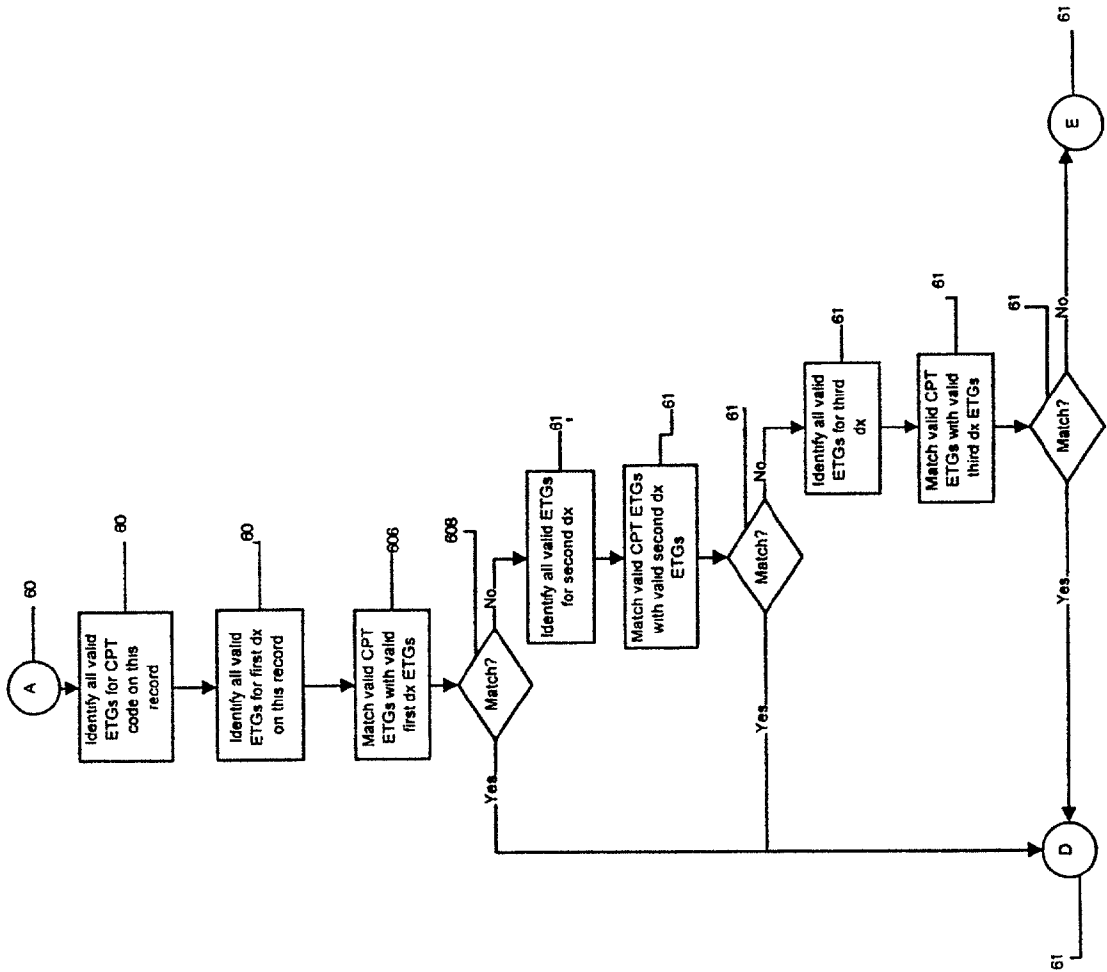 A
60
Identify all valid
ETGs for CPT
code on this
record
60
Identify all valid
ETGs for first dx
on this record
60
Match valid CPT
ETGs with valid
first dx ETGs
606
Match?
608
Yes
No
Identify all valid ETGs
for second dx
61
Match valid CPT ETGs
with valid second dx
ETGs
61
Match?
61
Yes
No
Identify all valid
ETGs for third
dx
61
Match valid CPT
ETGs with valid
third dx ETGs
61
Match?
61
Yes
No
D
61
E
61